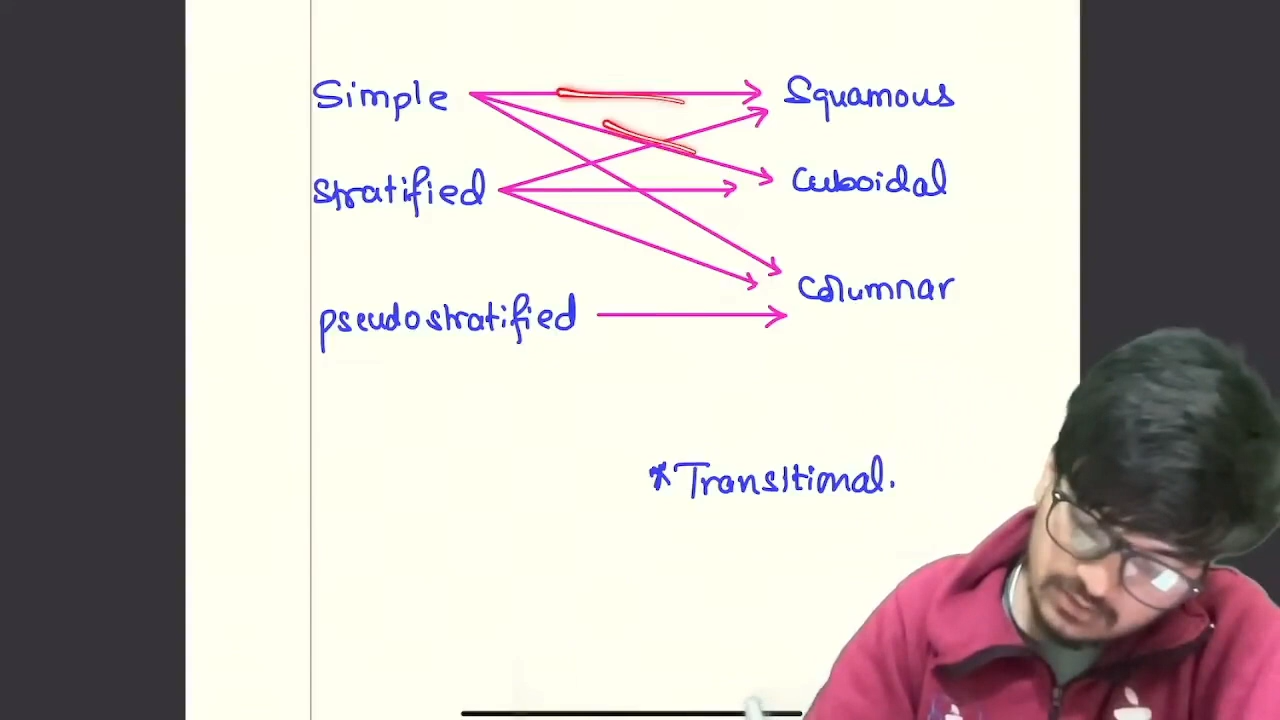 Simple Squamous
Stratified Cuboidal
Columnar
pseudostratified
*Transitional.